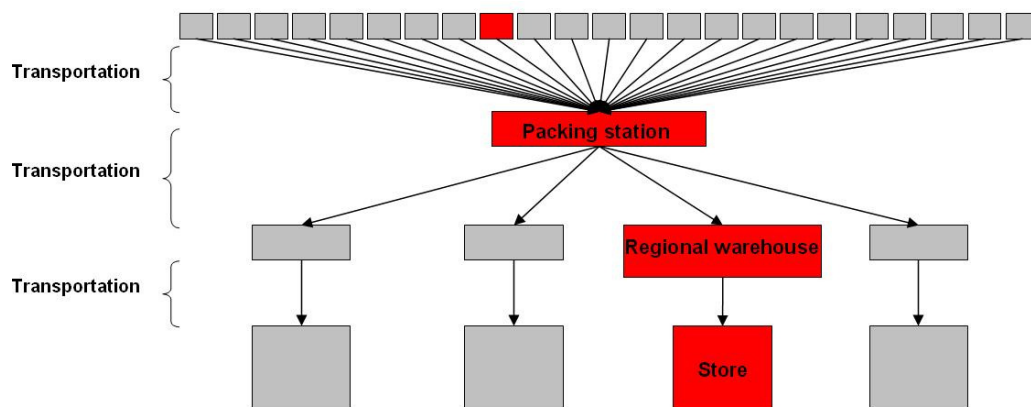 Transportation
Packing station
Transportation
Regional warehouse
Transportation
Store